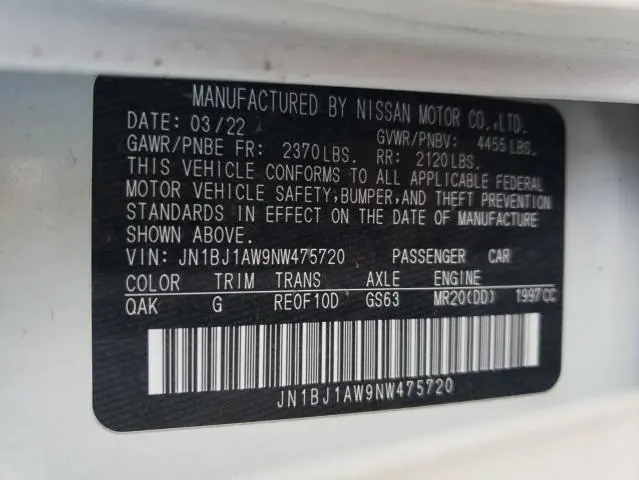 MANUFACTURED BY NISSAN MOTOR CO.,LTD.
DATE: 03/22 GVWR/PNBV: 4455LBS.
GAWR/PNBE FR: 2370LBS. RR: 2120LBS.
THIS VEHICLE CONFORMS TO ALL APPLICABLE FEDERAL
MOTOR VEHICLE SAFETY,BUMPER,AND THEFT PREVENTION
STANDARDS IN EFFECT ON THE DATE OF MANUFACTURE
SHOWN ABOVE.
VIN: JN1BJ1AW9NW475720 PASSENGER CAR
COLOR TRIM TRANS AXLE ENGINE
QAK G RE0F10D GS63 MR20(DD) 1997CC
JN1BJ1AW9NW475720